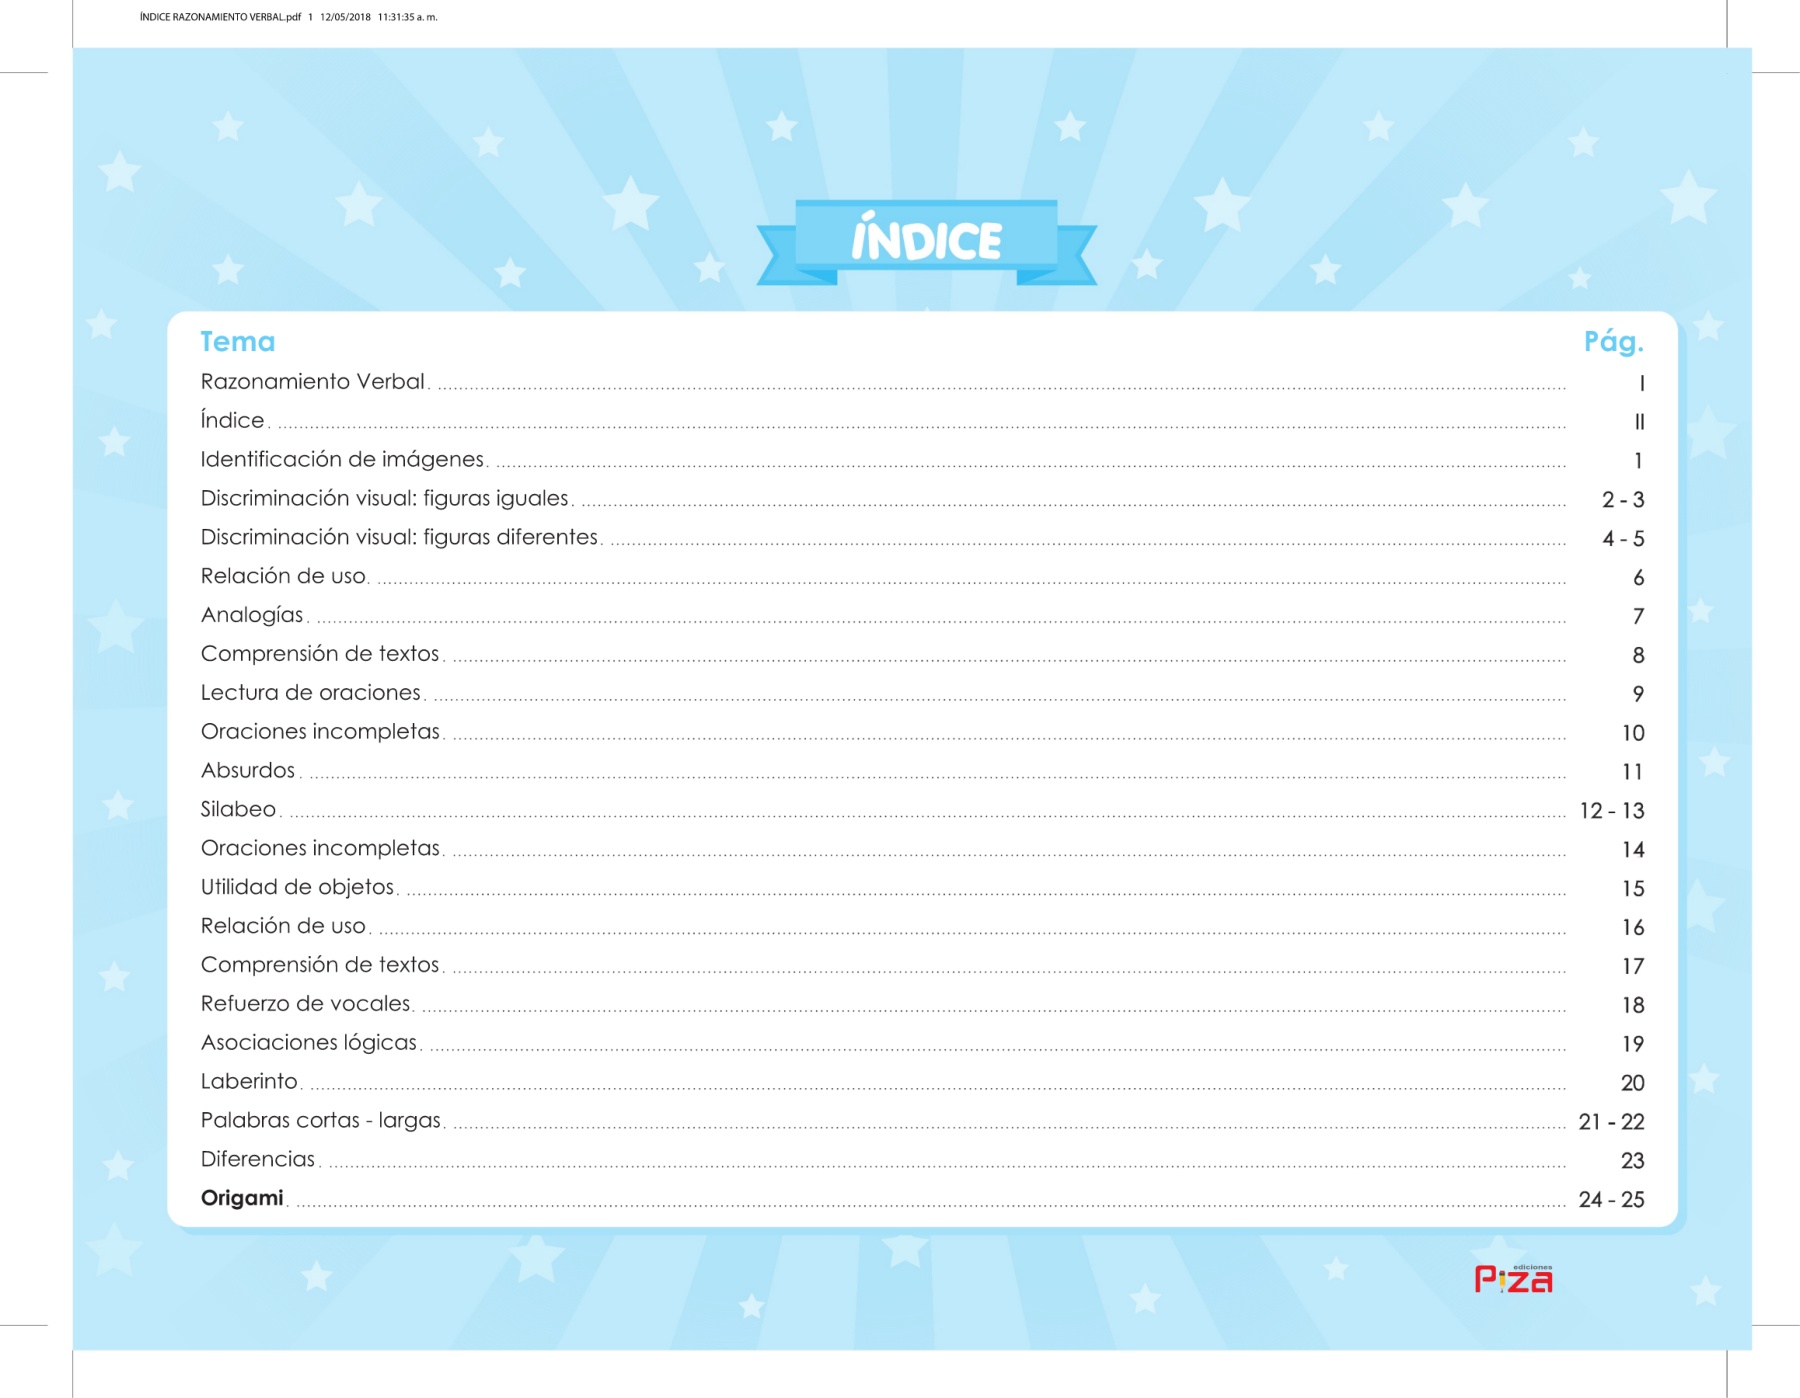 ÍNDICE RAZONAMIENTO VERBAL.pdf 1 12/05/2018 11:31:35 a. m.
ÍNDICE
Tema Pág.
Razonamiento Verbal I
Índice II
Identificación de imágenes 1
Discriminación visual: figuras iguales 2 - 3
Discriminación visual: figuras diferentes 4 - 5
Relación de uso 6
Analogías 7
Comprensión de textos 8
Lectura de oraciones 9
Oraciones incompletas 10
Absurdos 11
Silabeo 12 - 13
Oraciones incompletas 14
Utilidad de objetos 15
Relación de uso 16
Comprensión de textos 17
Refuerzo de vocales 18
Asociaciones lógicas 19
Laberinto 20
Palabras cortas - largas 21 - 22
Diferencias 23
Origami 24 - 25
ediciones
Piza